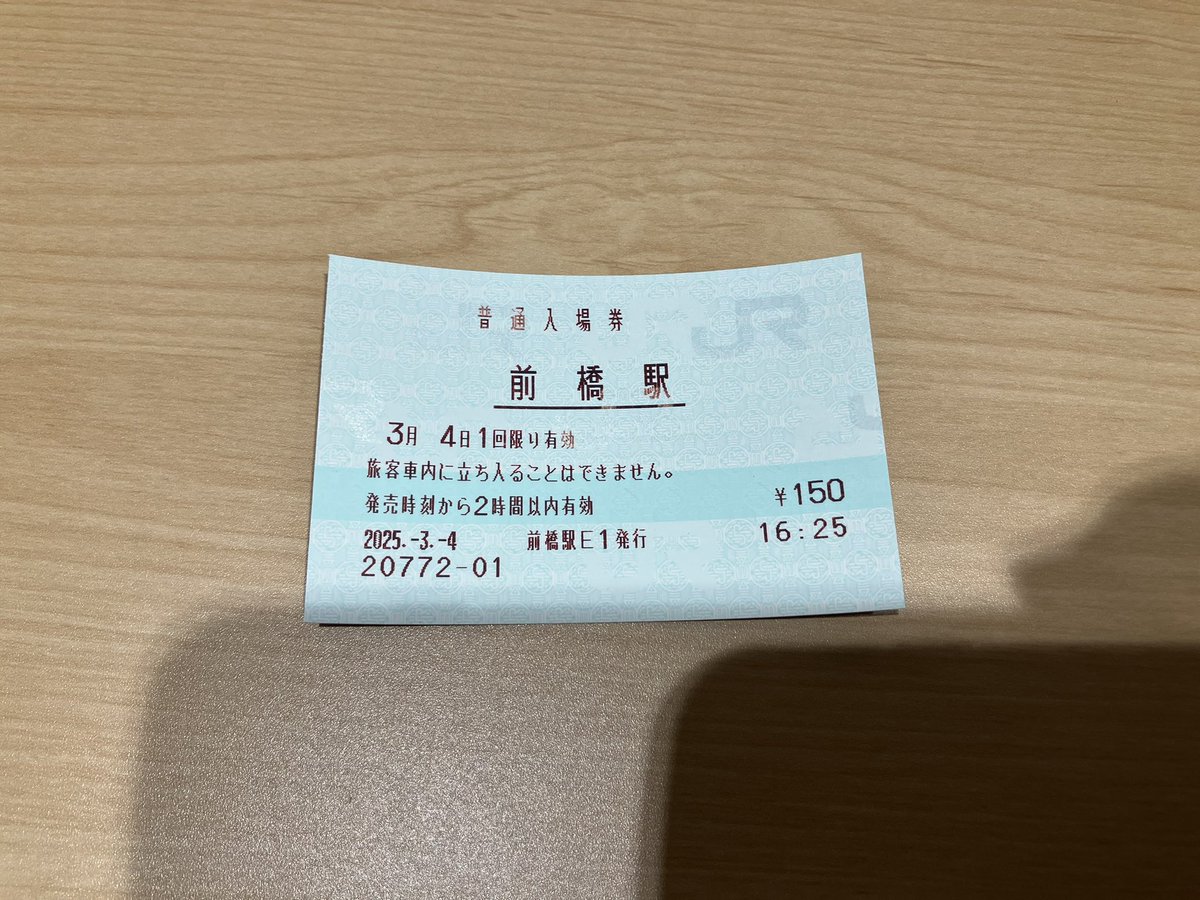 普通入場券
前橋駅
3月 4日1回限り有効
旅客車内に立ち入ることはできません。
発売時刻から2時間以内有効
¥150
2025.-3.-4 前橋駅E1発行 16:25
20772-01